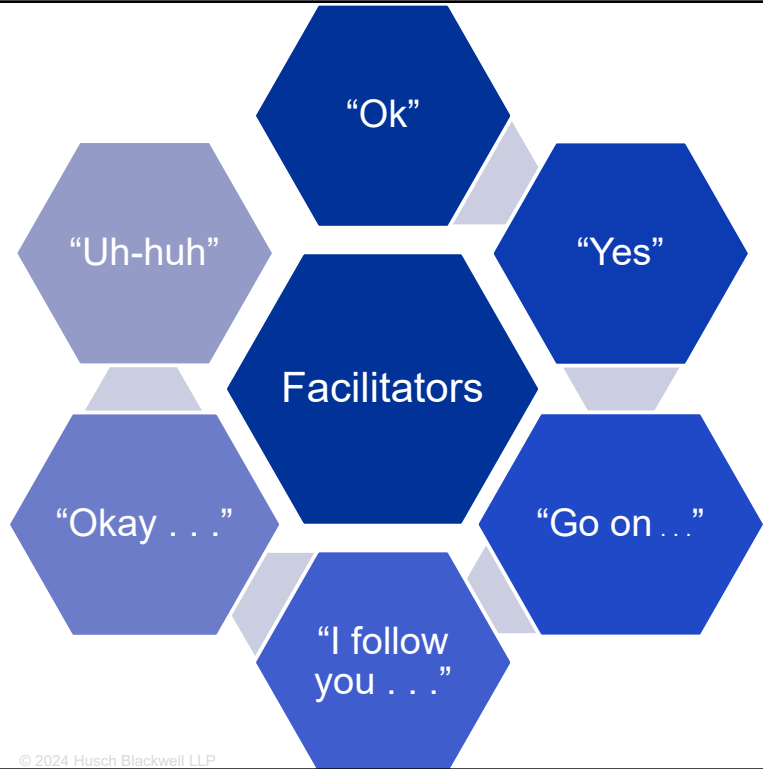 “Ok”
“Uh-huh”
“Yes”
Facilitators
“Okay . . .”
“Go on . . .”
“I follow
you . . .”
© 2024 Husch Blackwell LLP